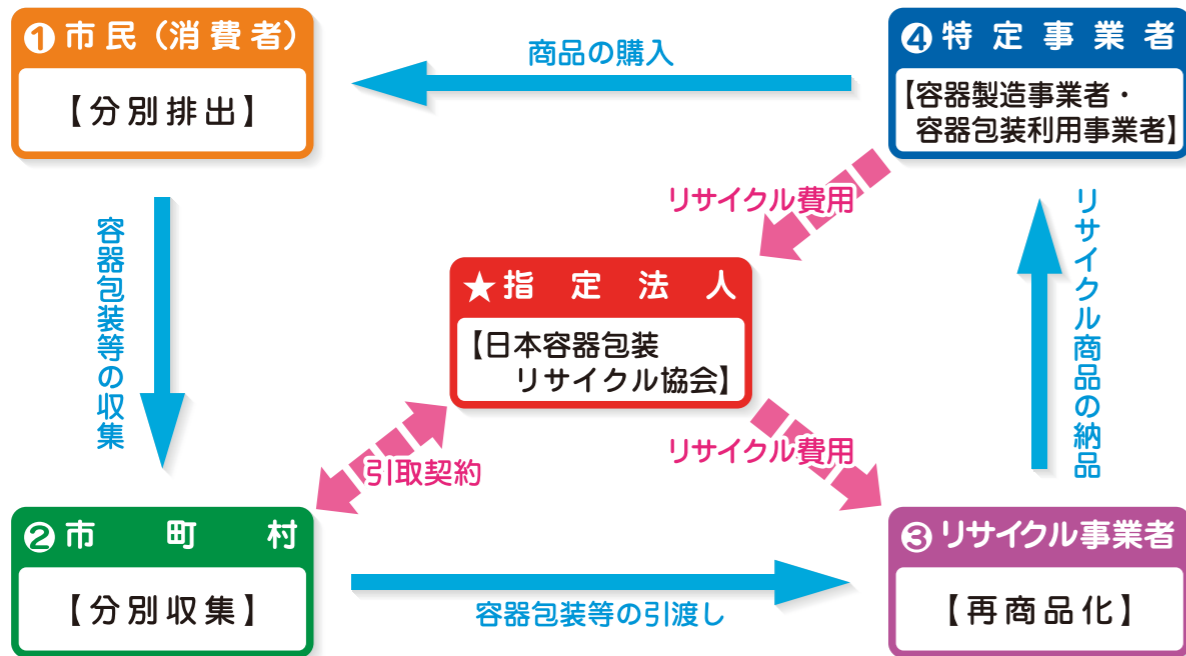 ❶市民（消費者）
【分別排出】
商品の購入
❹特定事業者
【容器製造事業者・
容器包装利用事業者】
リサイクル費用
容器包装等の収集
★指定法人
【日本容器包装
リサイクル協会】
リサイクル商品の納品
引取契約
リサイクル費用
❷市町村
【分別収集】
容器包装等の引渡し
❸リサイクル事業者
【再商品化】